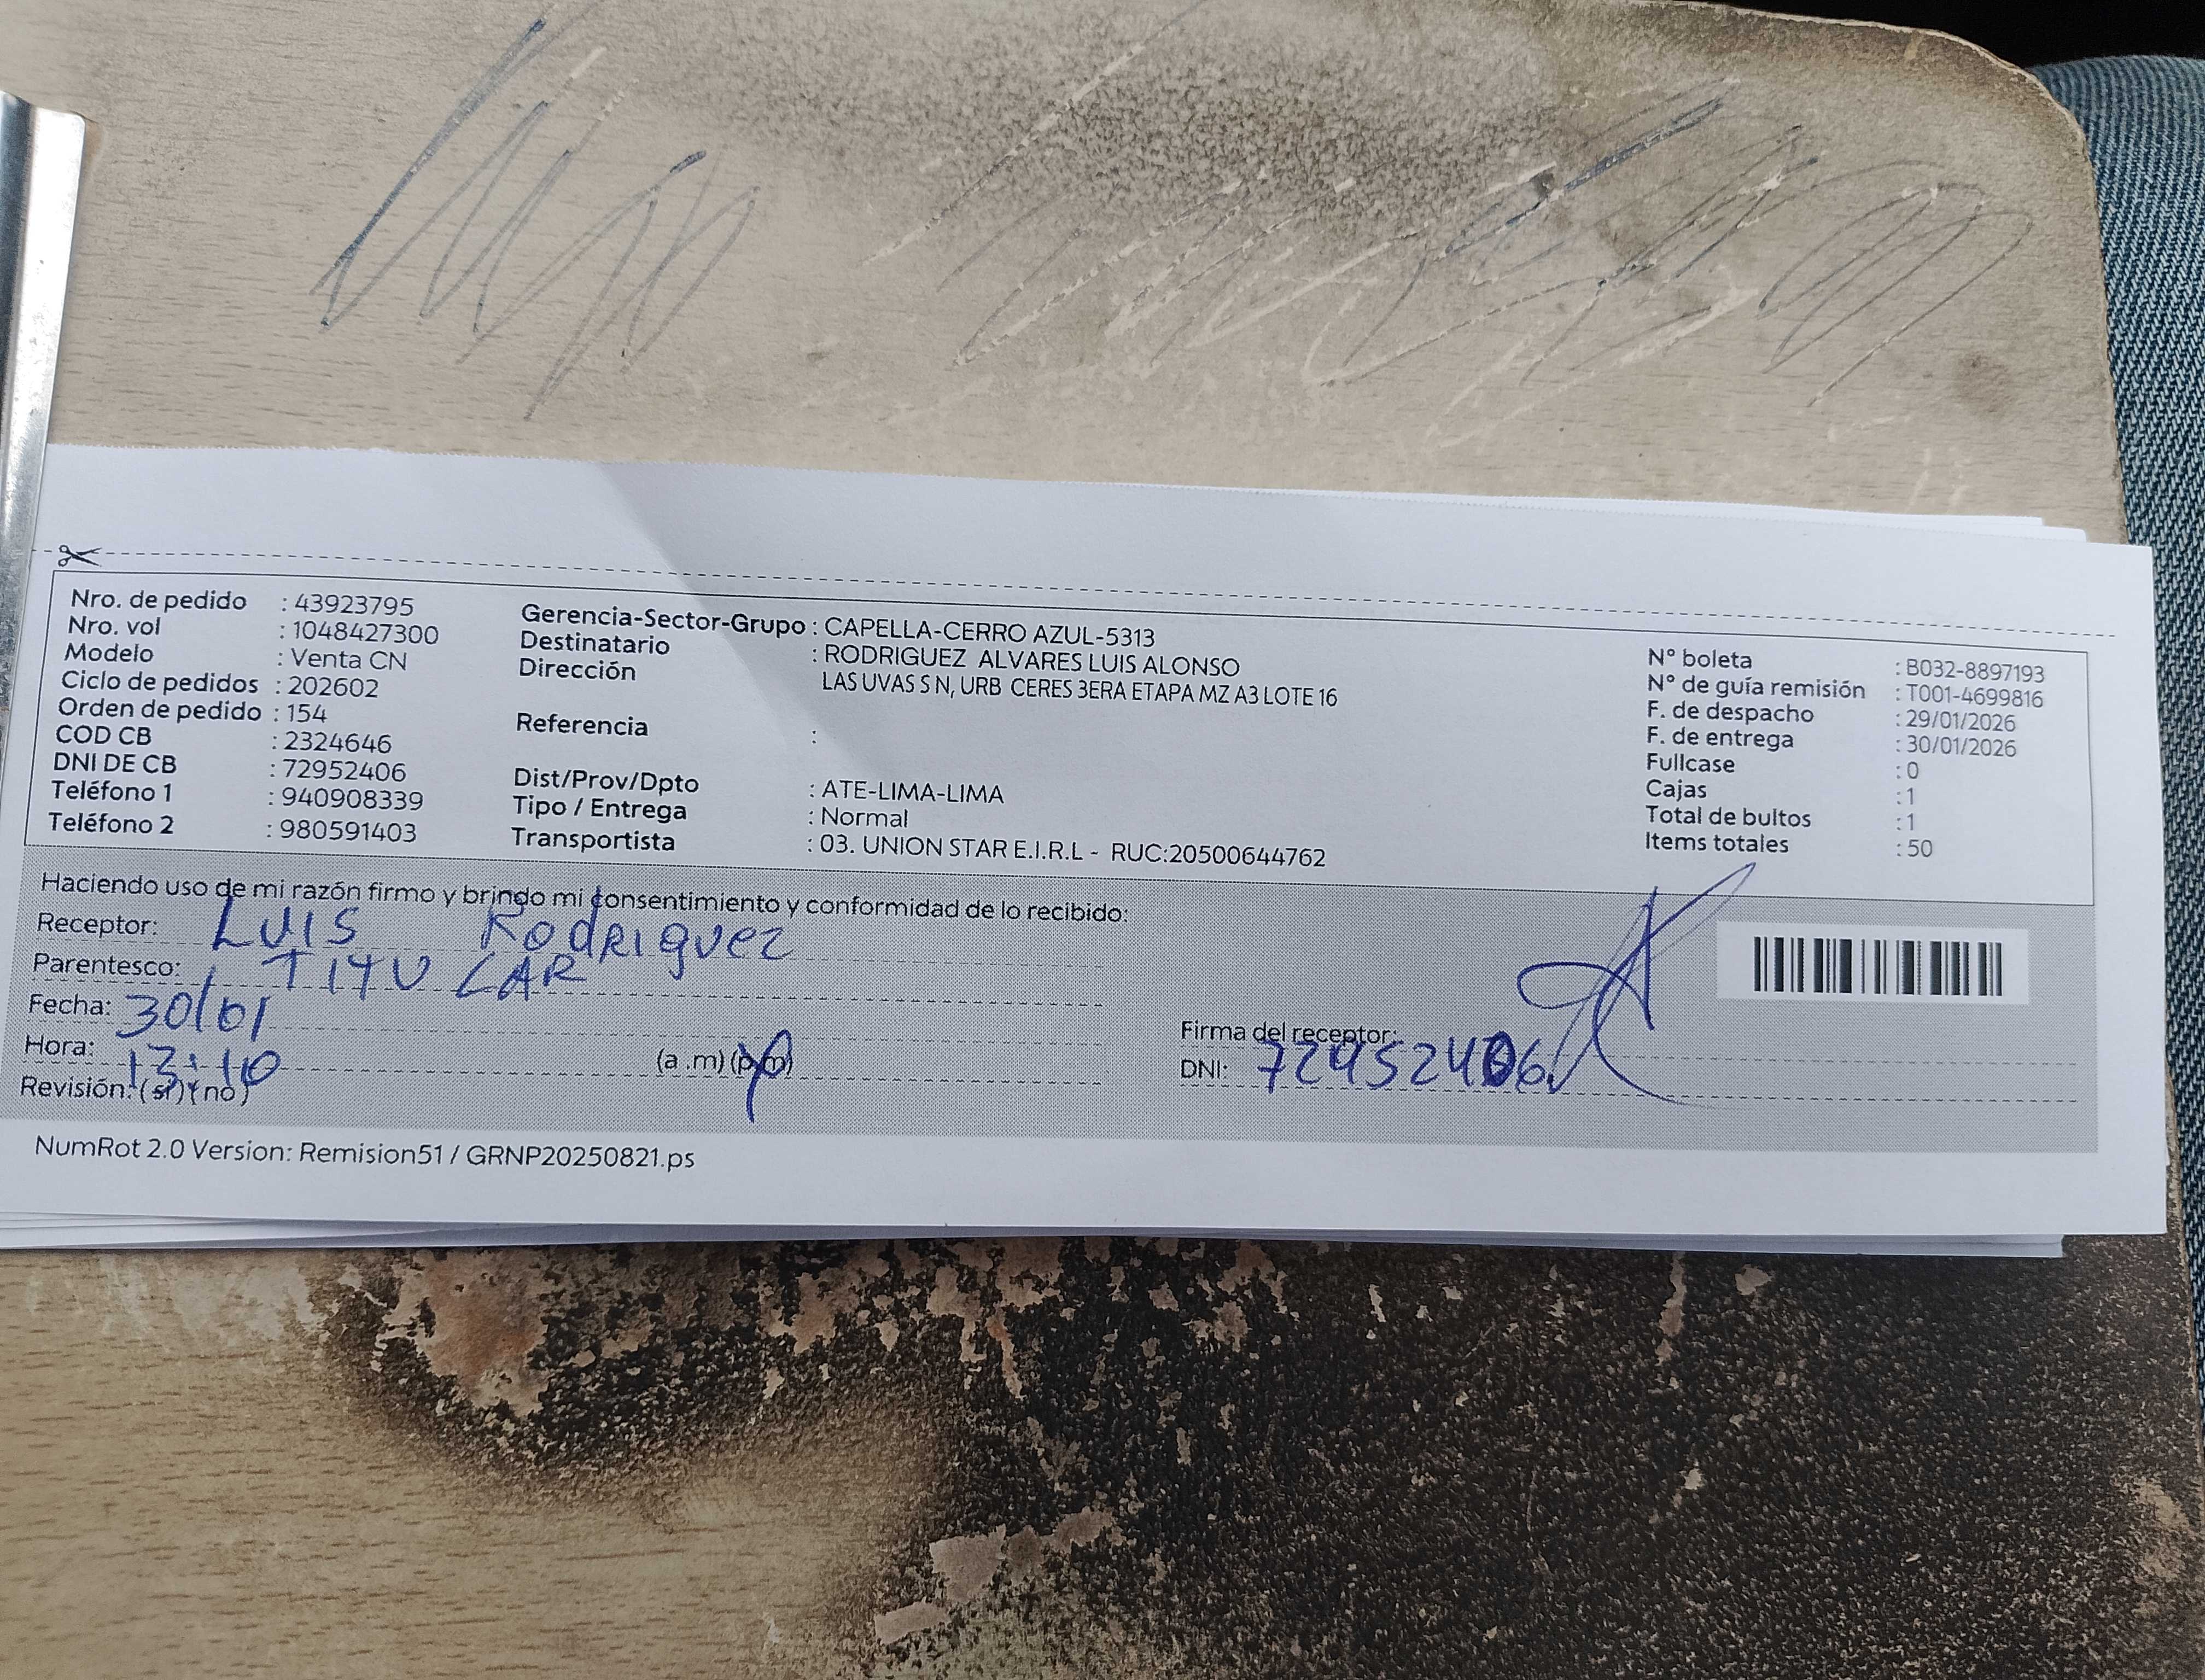 Nro. de pedido : 43923795
Nro. vol : 1048427300
Modelo : Venta CN
Ciclo de pedidos : 202602
Orden de pedido : 154
COD CB : 2324646
DNI DE CB : 72952406
Teléfono 1 : 940908339
Teléfono 2 : 980591403
Gerencia-Sector-Grupo : CAPELLA-CERRO AZUL-5313
Destinatario : RODRIGUEZ ALVARES LUIS ALONSO
Dirección LAS UVAS S N, URB CERES 3ERA ETAPA MZ A3 LOTE 16
Referencia :
Dist/Prov/Dpto : ATE-LIMA-LIMA
Tipo / Entrega : Normal
Transportista : 03. UNION STAR E.I.R.L - RUC:20500644762
N° boleta : B032-8897193
N° de guía remisión : T001-4699816
F. de despacho : 29/01/2026
F. de entrega : 30/01/2026
Fullcase : 0
Cajas : 1
Total de bultos : 1
Items totales : 50
Haciendo uso de mi razón firmo y brindo mi consentimiento y conformidad de lo recibido:
Receptor: LUIS RodRIguez
Parentesco: TITULAR
Fecha: 30/01
Hora: 13:10 (a .m) (p.m)
Revisión: (sí) (no)
Firma del receptor:
DNI: 72952406
NumRot 2.0 Version: Remision51 / GRNP20250821.ps